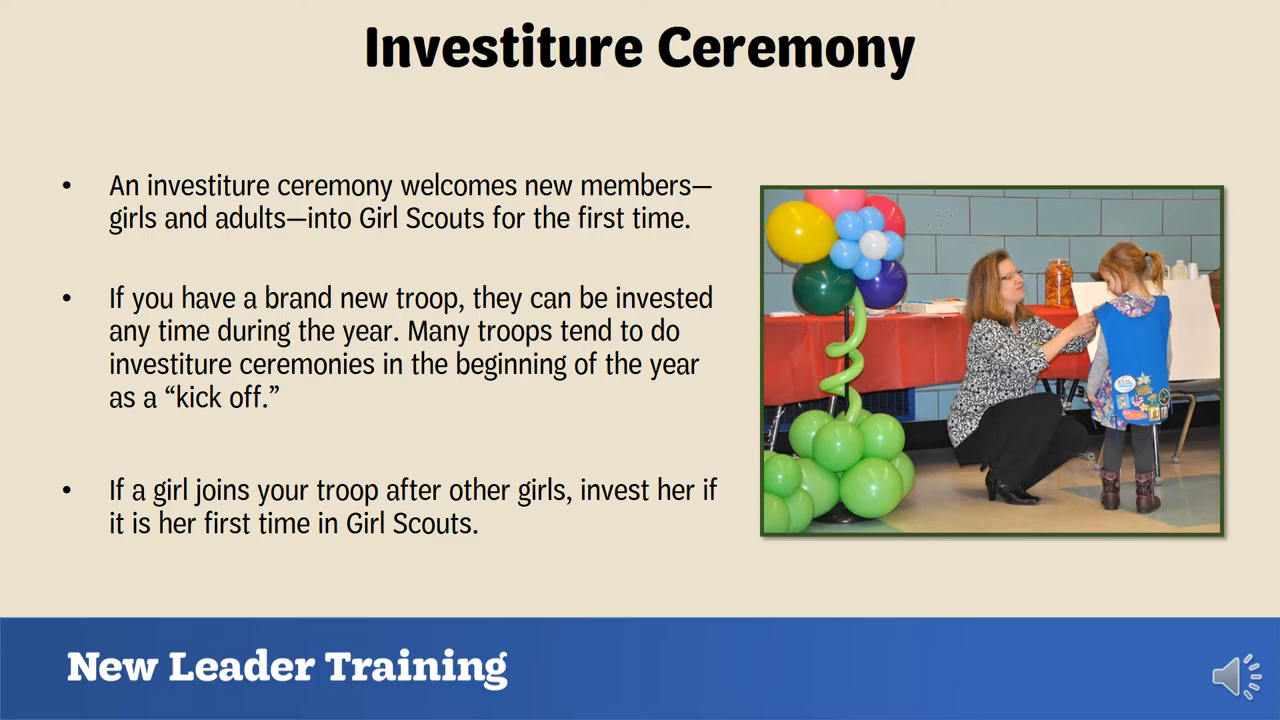 Investiture Ceremony
• An investiture ceremony welcomes new members—
girls and adults—into Girl Scouts for the first time.
• If you have a brand new troop, they can be invested
any time during the year. Many troops tend to do
investiture ceremonies in the beginning of the year
as a “kick off.”
• If a girl joins your troop after other girls, invest her if
it is her first time in Girl Scouts.
New Leader Training